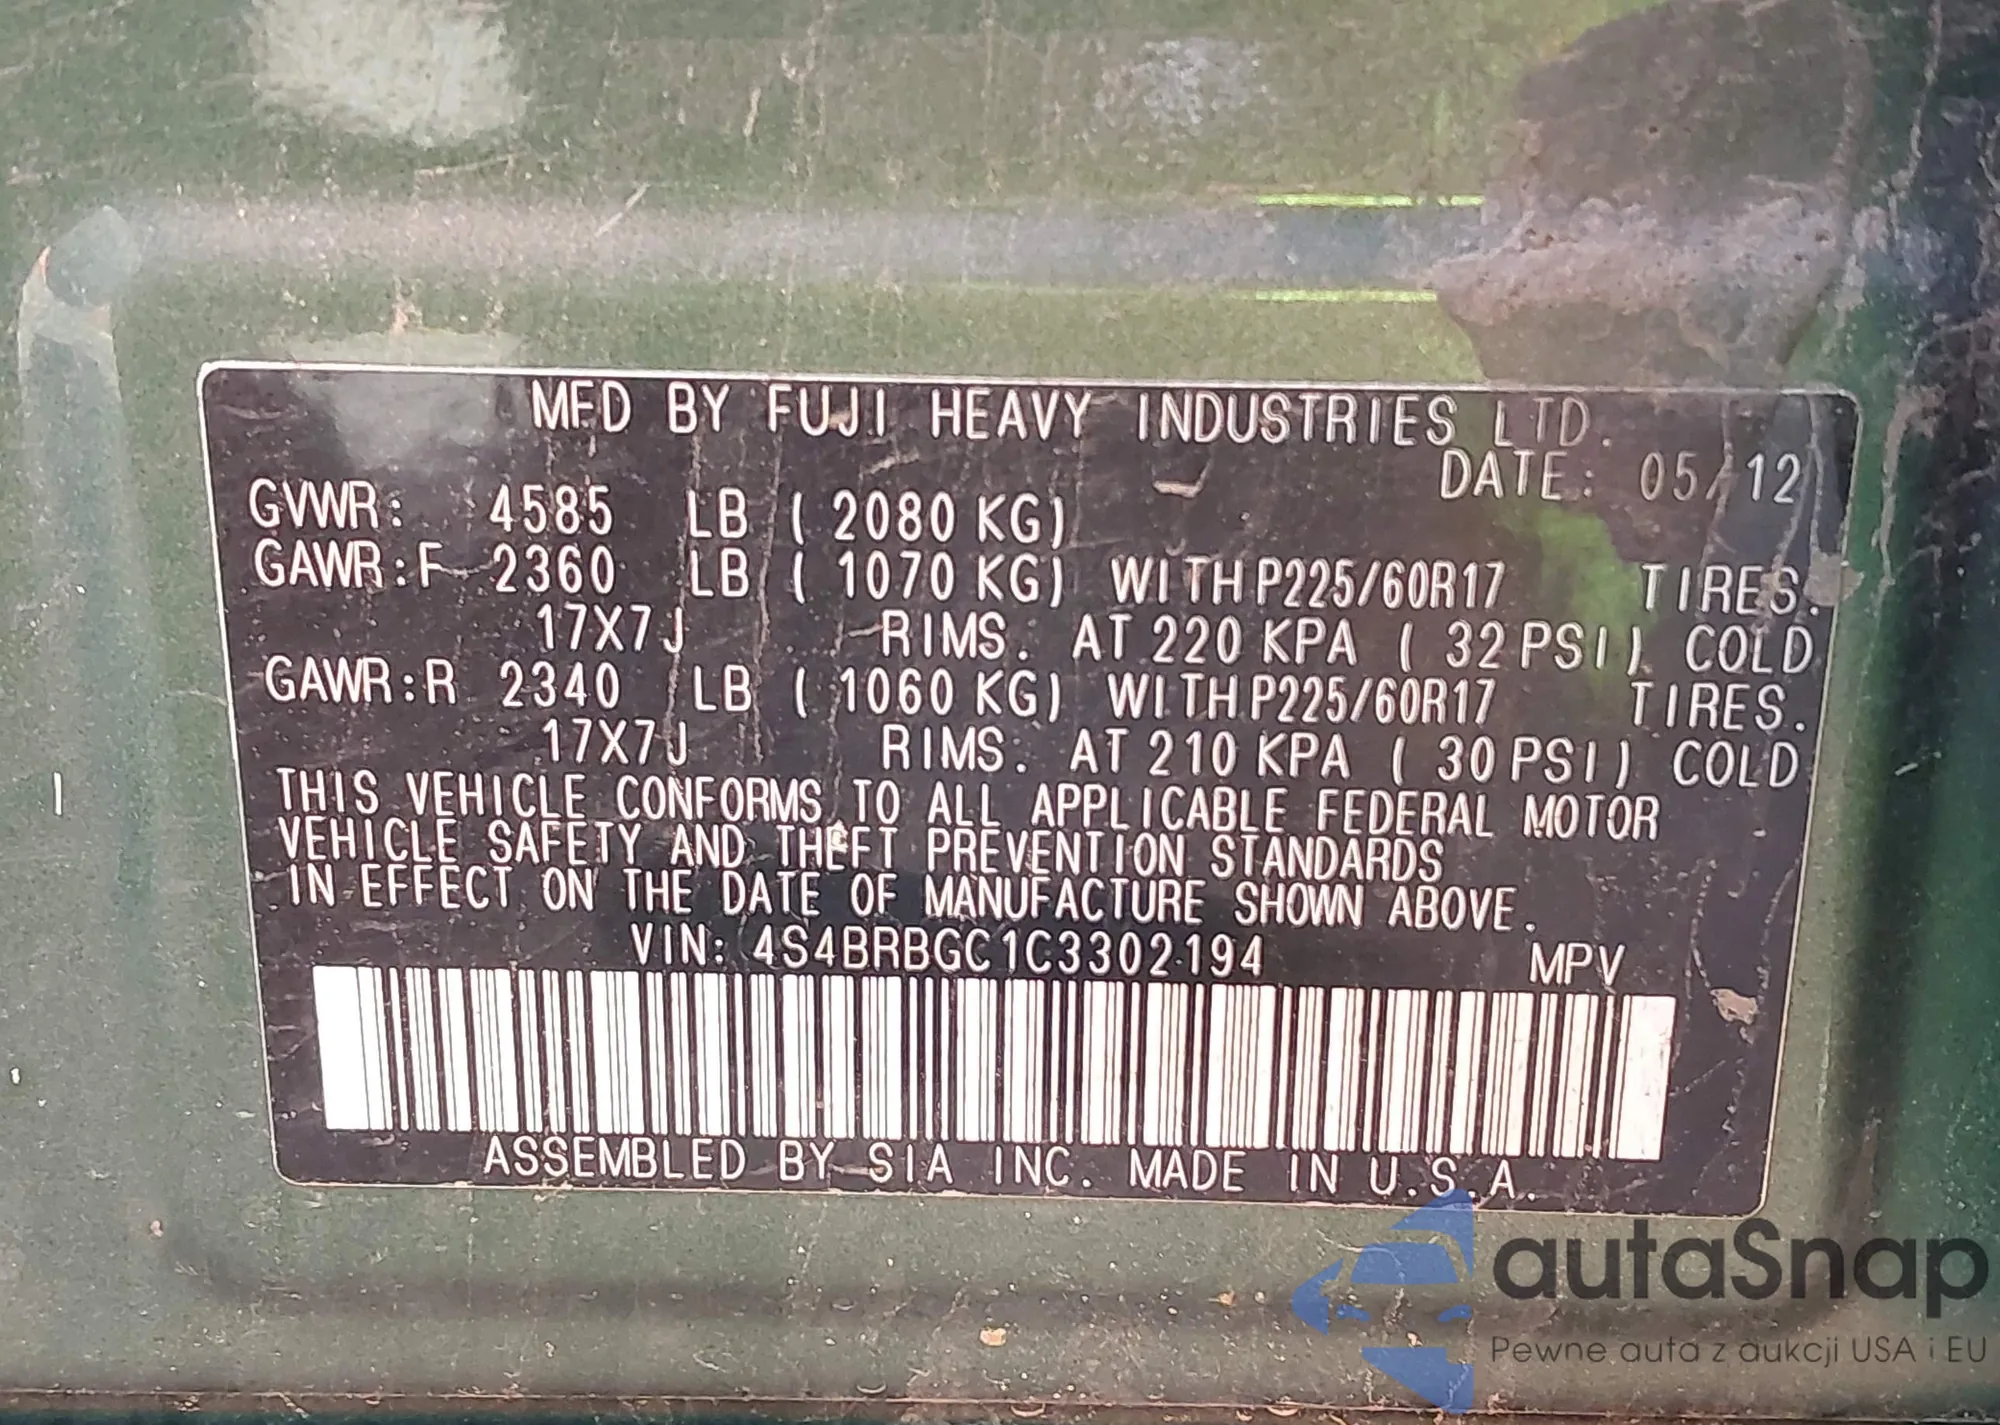 MFD BY FUJI HEAVY INDUSTRIES LTD.
DATE: 05/12
GVWR: 4585 LB ( 2080 KG)
GAWR:F 2360 LB ( 1070 KG) WITH P225/60R17 TIRES.
17X7J RIMS. AT 220 KPA ( 32 PSI) COLD
GAWR:R 2340 LB ( 1060 KG) WITH P225/60R17 TIRES.
17X7J RIMS. AT 210 KPA ( 30 PSI) COLD
THIS VEHICLE CONFORMS TO ALL APPLICABLE FEDERAL MOTOR
VEHICLE SAFETY AND THEFT PREVENTION STANDARDS
IN EFFECT ON THE DATE OF MANUFACTURE SHOWN ABOVE.
VIN: 4S4BRBGC1C3302194 MPV
ASSEMBLED BY SIA INC. MADE IN U.S.A.
autaSnap
Pewne auta z aukcji USA i EU